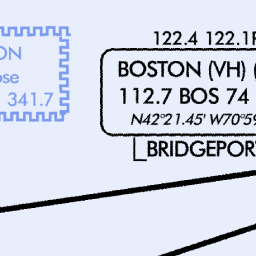 ON
ose
341.7
122.4 122.1R
BOSTON (VH) (
112.7 BOS 74
N42°21.45' W70°59
BRIDGEPORT